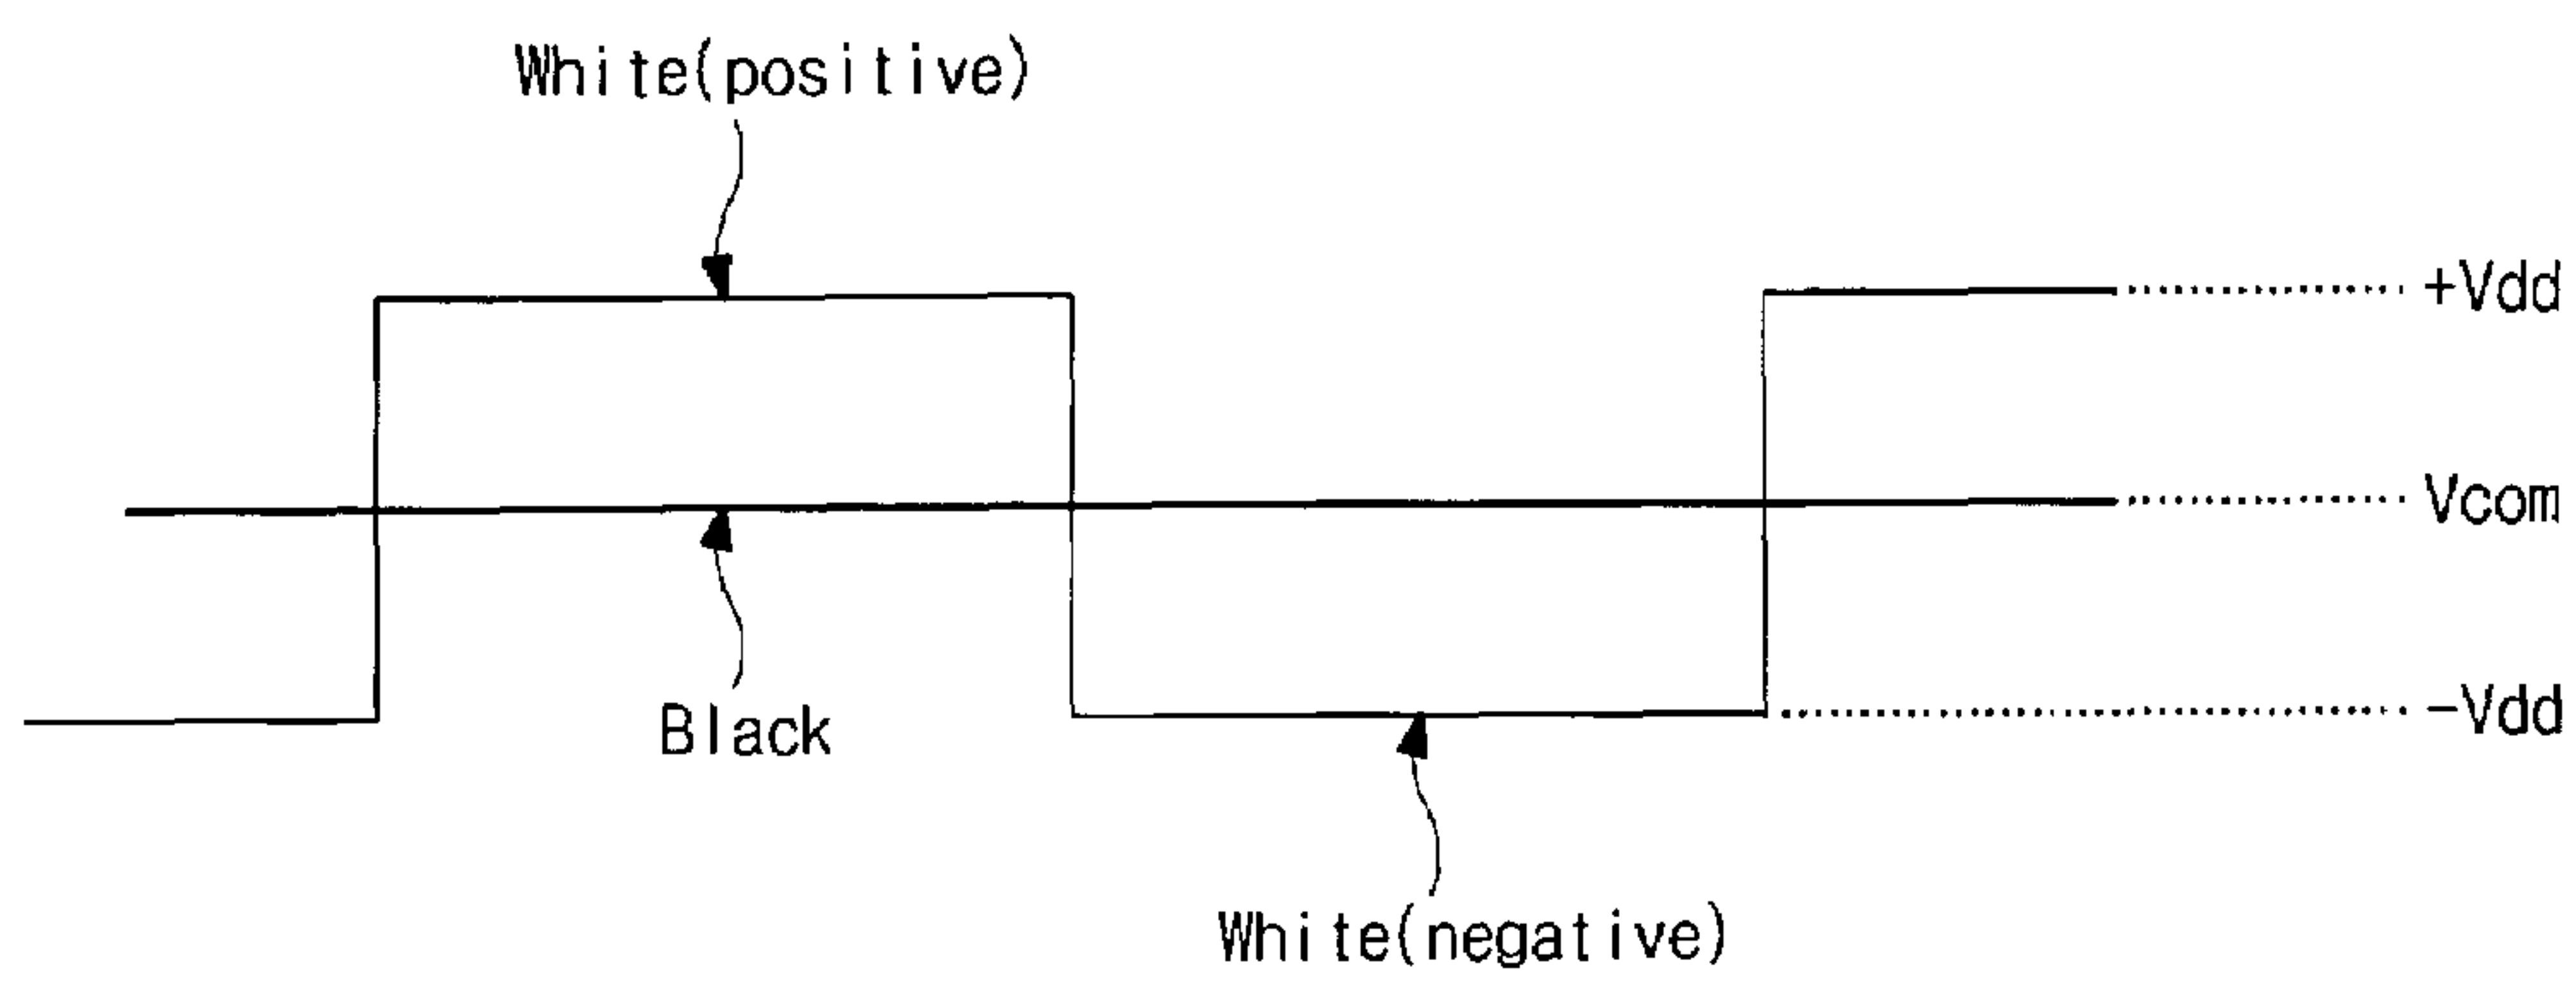 White(positive)
+Vdd
Vcom
Black
-Vdd
White(negative)